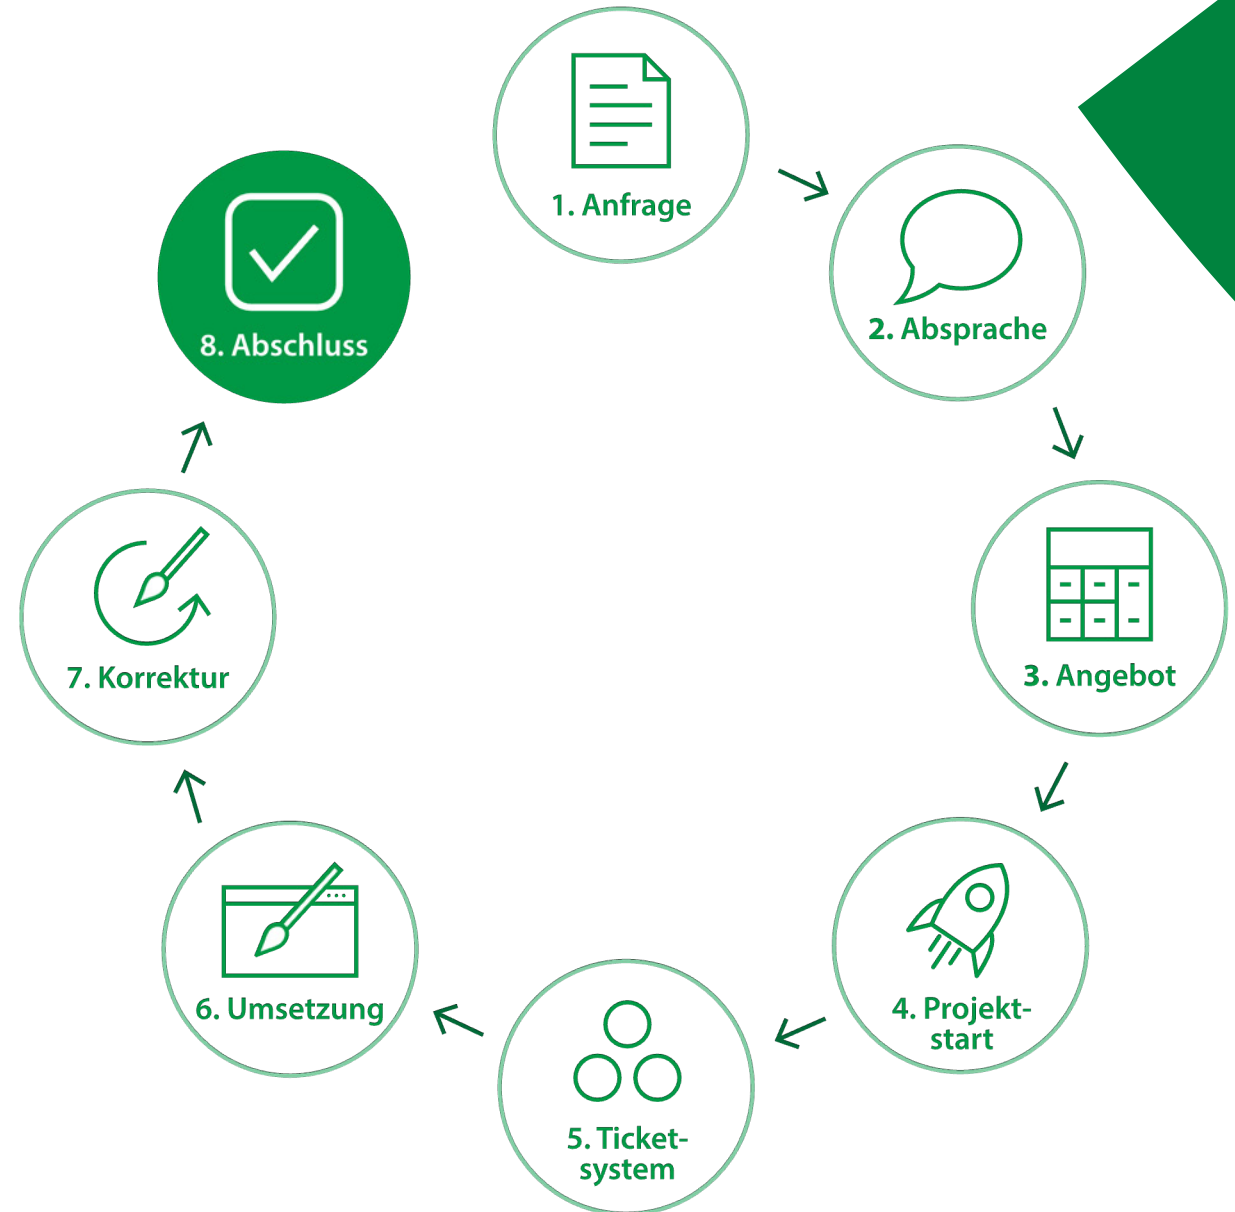 1. Anfrage
2. Absprache
3. Angebot
4. Projekt-
start
5. Ticket-
system
6. Umsetzung
7. Korrektur
8. Abschluss